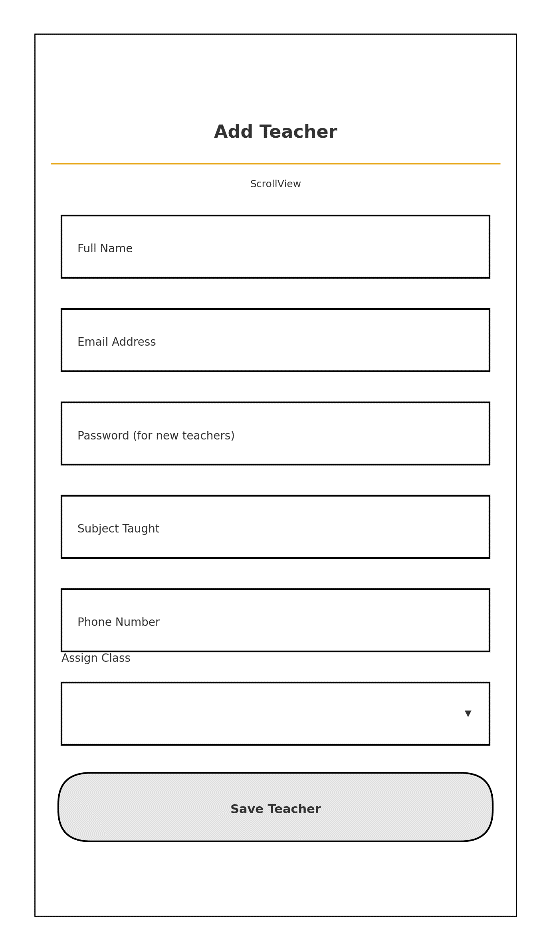 Add Teacher
ScrollView
Full Name
Email Address
Password (for new teachers)
Subject Taught
Phone Number
Assign Class
▼
Save Teacher